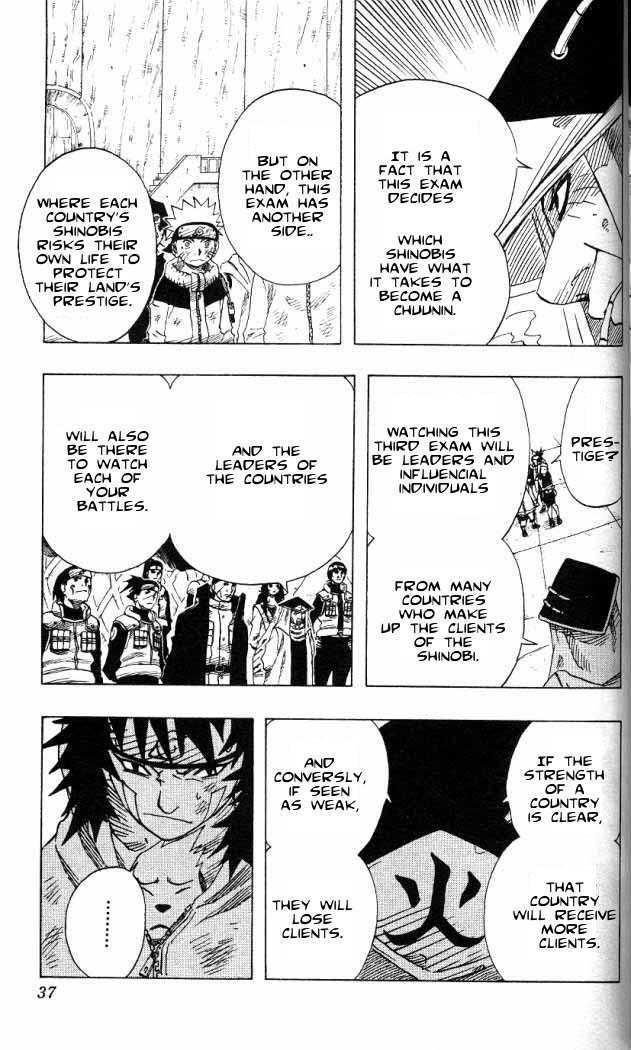 IT IS A
FACT THAT
THIS EXAM
DECIDES
WHICH
SHINOBIS
HAVE WHAT
IT TAKES TO
BECOME A
CHUUNIN.
BUT ON
THE OTHER
HAND, THIS
EXAM HAS
ANOTHER
SIDE..
WHERE EACH
COUNTRY'S
SHINOBIS
RISKS THEIR
OWN LIFE TO
PROTECT
THEIR LAND'S
PRESTIGE.
PRES-
TIGE?
WATCHING THIS
THIRD EXAM WILL
BE LEADERS AND
INFLUENCIAL
INDIVIDUALS
FROM MANY
COUNTRIES
WHO MAKE
UP THE CLIENTS
OF THE
SHINOBI.
AND THE
LEADERS OF
THE COUNTRIES
WILL ALSO
BE THERE
TO WATCH
EACH OF
YOUR
BATTLES.
IF THE
STRENGTH
OF A
COUNTRY
IS CLEAR,
THAT
COUNTRY
WILL RECEIVE
MORE
CLIENTS.
火
AND
CONVERSLY,
IF SEEN
AS WEAK,
THEY WILL
LOSE
CLIENTS.
........
37